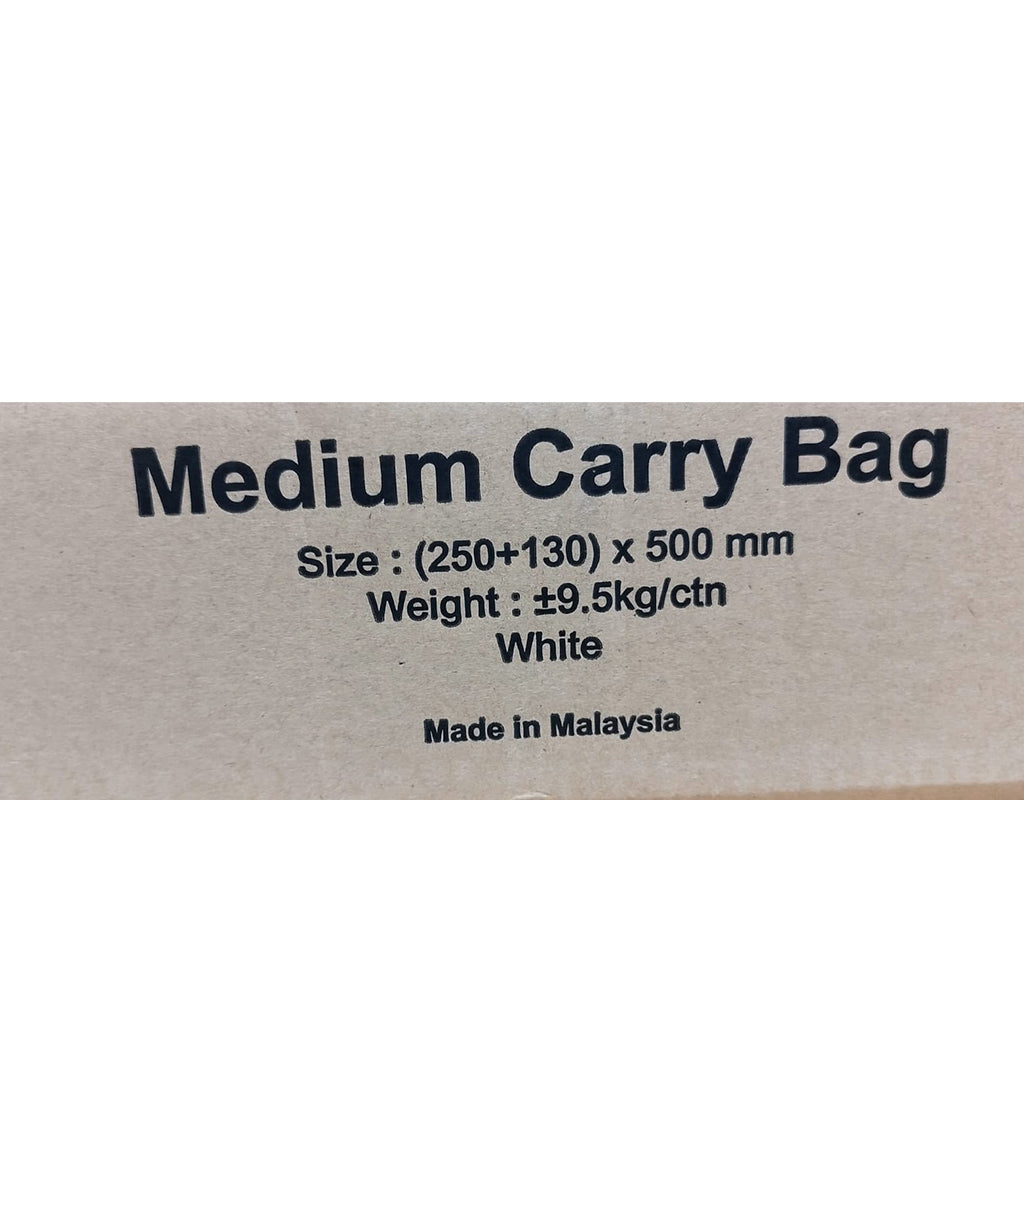 Medium Carry Bag
Size : (250+130) x 500 mm
Weight : ±9.5kg/ctn
White
Made in Malaysia